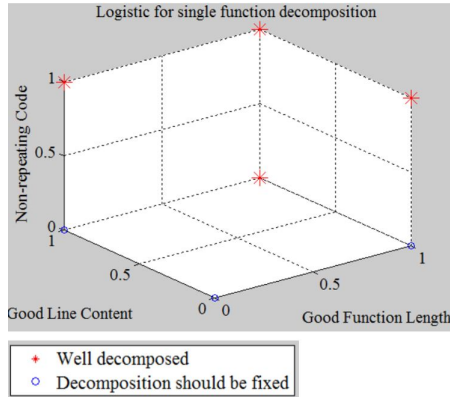 Logistic for single function decomposition
Non-repeating Code
1
0.5
0
1
0.5
0
0
0.5
1
Good Line Content
Good Function Length
Well decomposed
Decomposition should be fixed